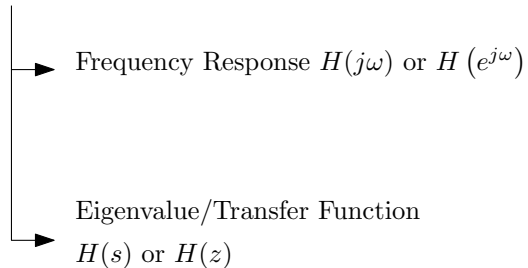 Frequency Response H(jω) or H (e^{jω})
Eigenvalue/Transfer Function
H(s) or H(z)